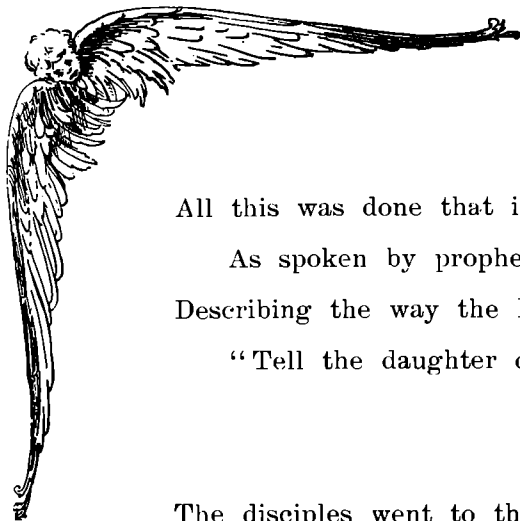 All this was done that i
As spoken by prophe
Describing the way the
“Tell the daughter
The disciples went to th